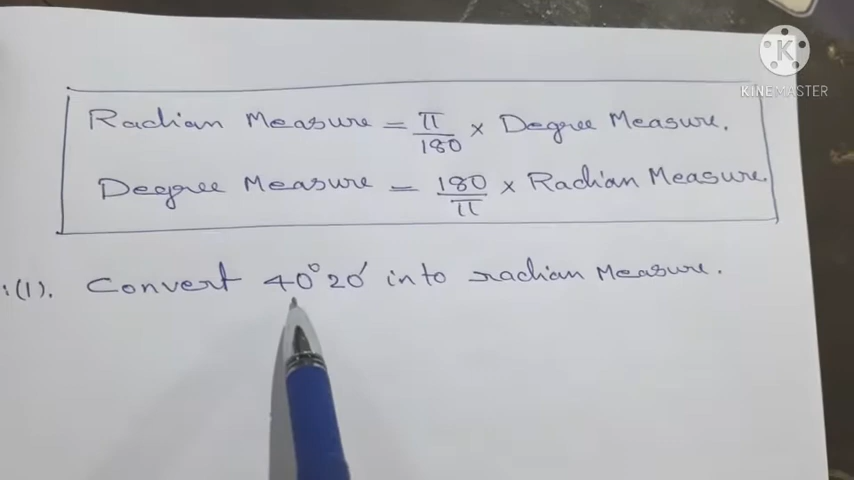 K
KINEMASTER
Radian Measure = π/180 × Degree Measure.
Degree Measure = 180/π × Radian Measure.
:(1). Convert 40°20′ into radian Measure.